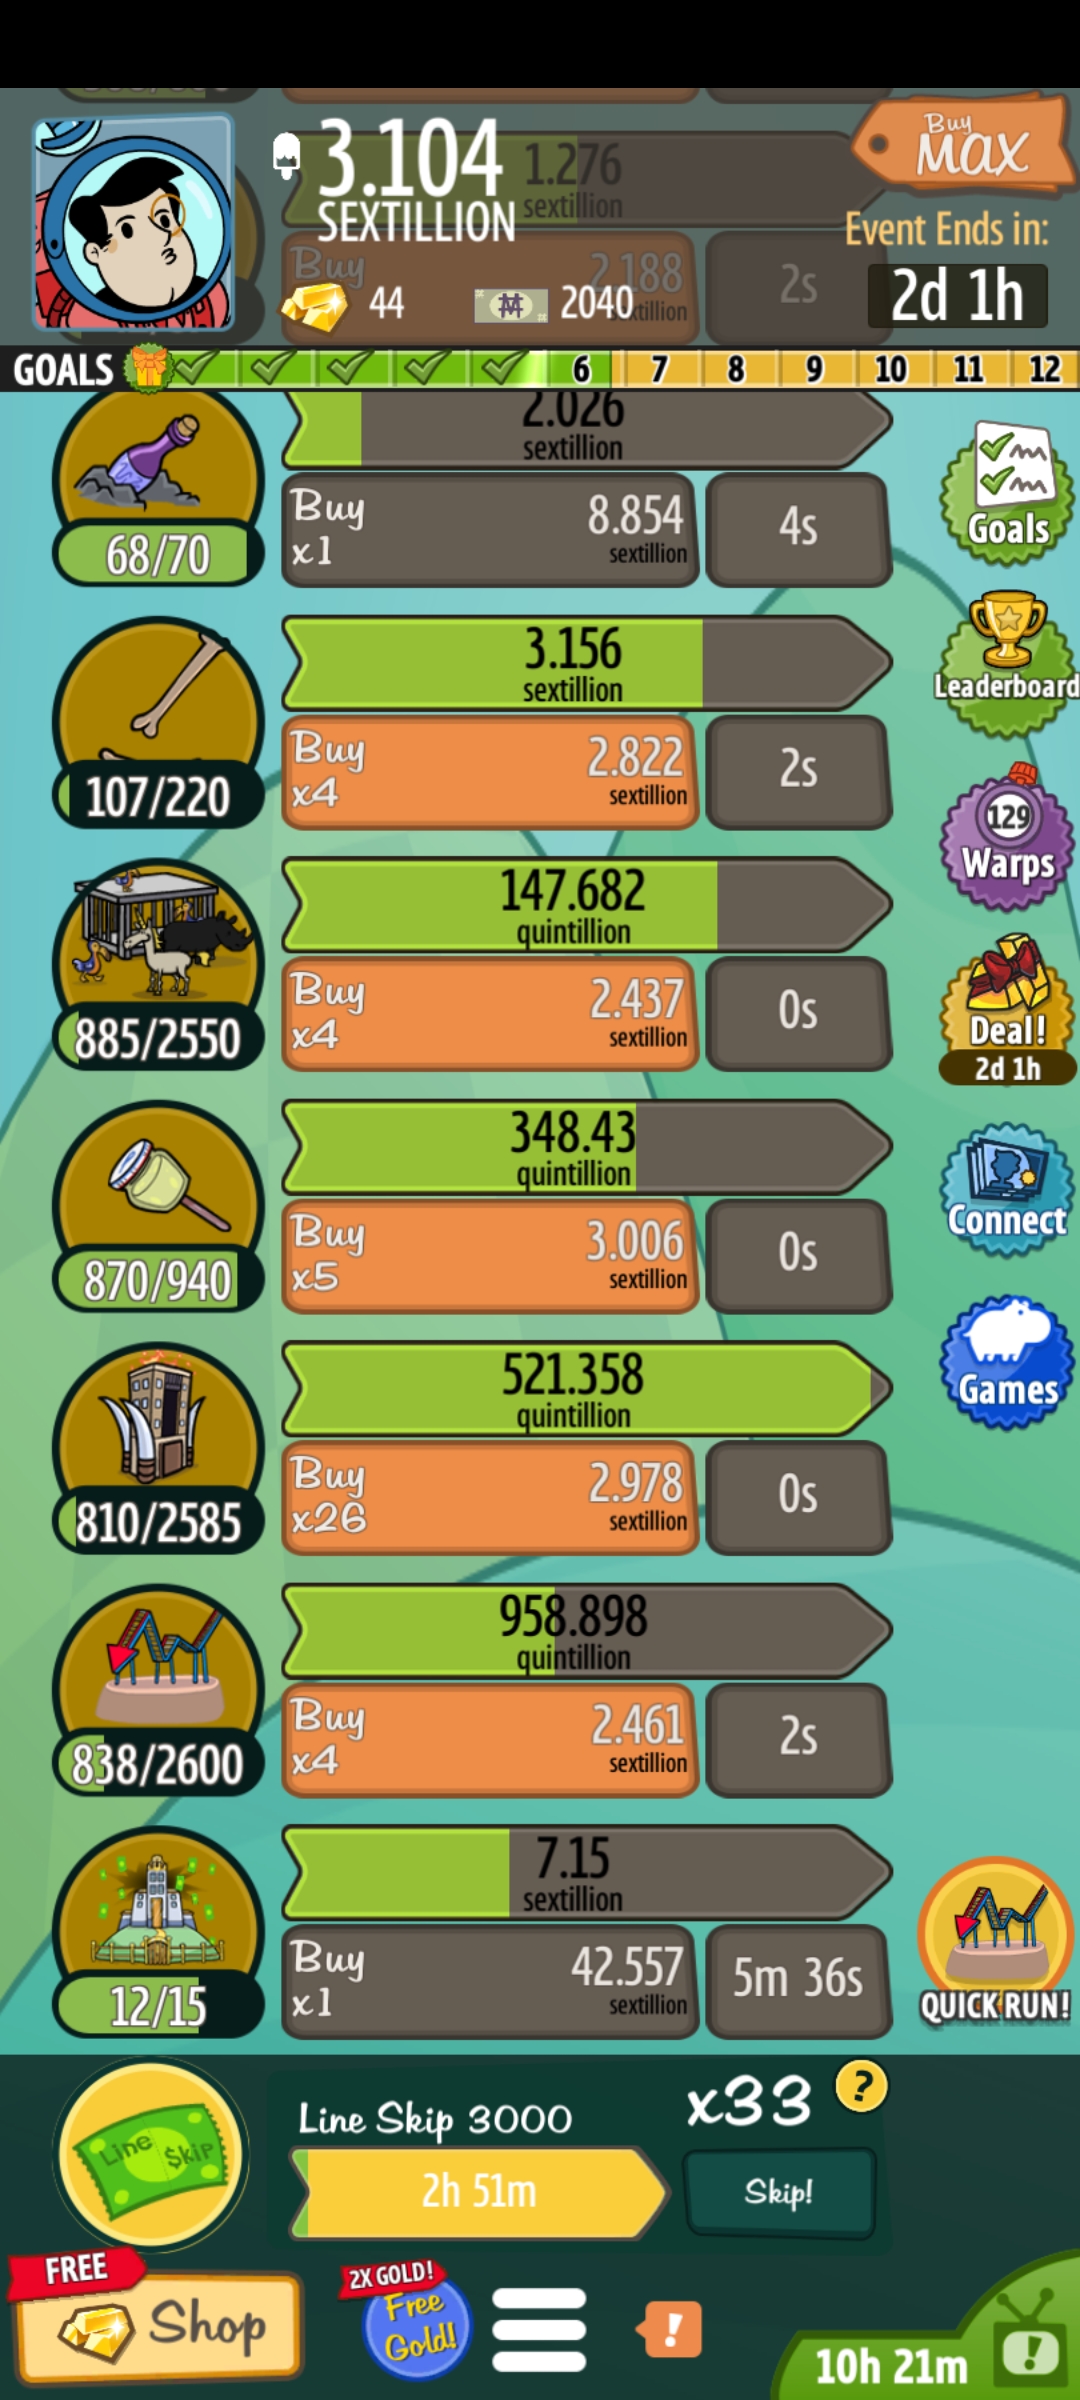 3.104
SEXTILLION
1.276
sextillion
Buy
MAX
Event Ends in:
2d 1h
Buy
2.188
2s
44
2040
GOALS
6
7
8
9
10
11
12
2.026
sextillion
Buy
x1
8.854
sextillion
4s
68/70
Goals
3.156
sextillion
Buy
x4
2.822
sextillion
2s
107/220
Leaderboard
129
Warps
147.682
quintillion
Buy
x4
2.437
sextillion
0s
885/2550
Deal!
2d 1h
348.43
quintillion
Buy
x5
3.006
sextillion
0s
870/940
Connect
521.358
quintillion
Buy
x26
2.978
sextillion
0s
810/2585
Games
958.898
quintillion
Buy
x4
2.461
sextillion
2s
838/2600
7.15
sextillion
Buy
x1
42.557
sextillion
5m 36s
12/15
QUICK RUN!
Line $kip
Line Skip 3000
x33
?
2h 51m
Skip!
FREE
Shop
2X GOLD!
Free
Gold!
!
10h 21m
!